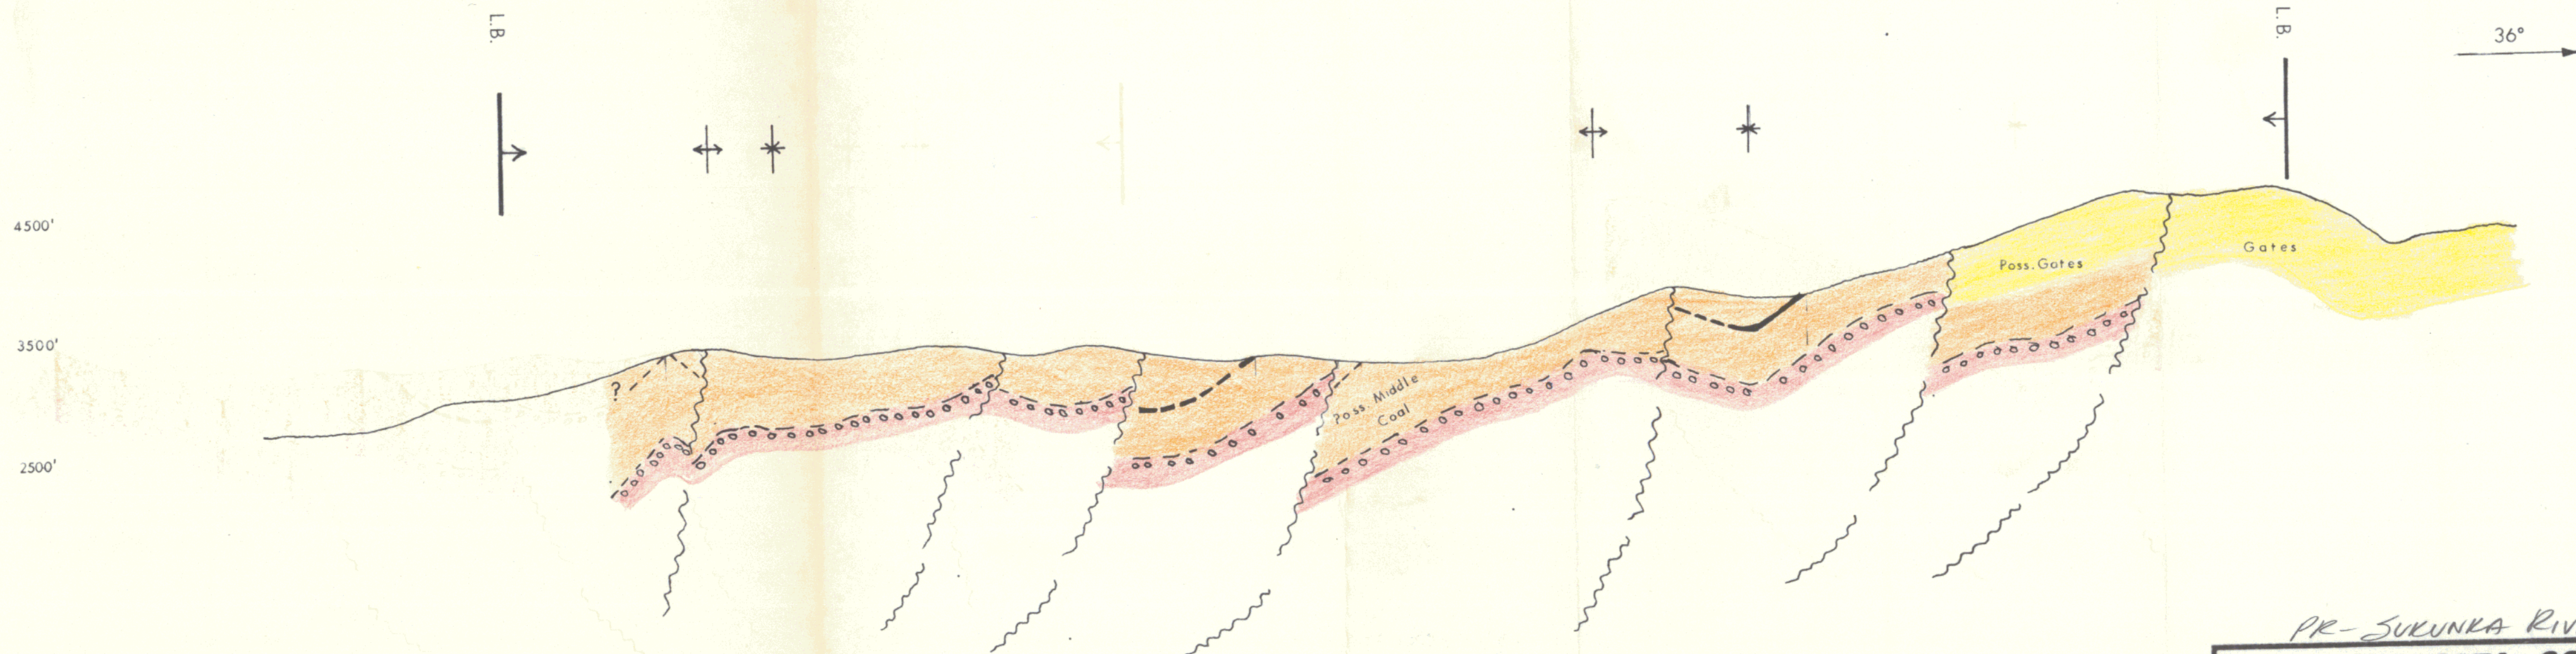 L.B.
L.B.
36°
4500'
Gates
Poss. Gates
3500'
?
Poss. Middle
Coal
2500'
PR- SUKUNKA RIV